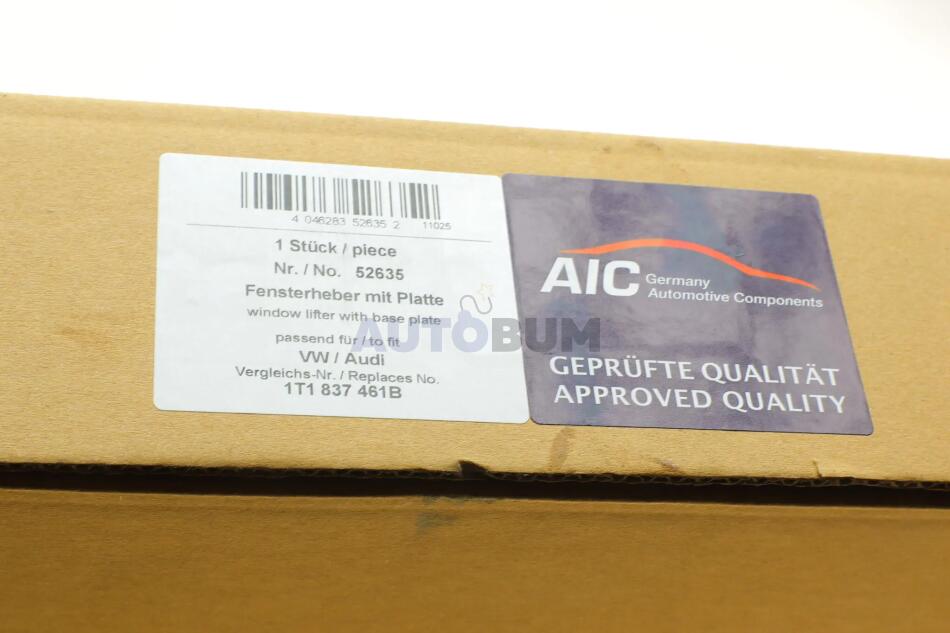 4 046283 52635 2 11025
1 Stück / piece
Nr. / No. 52635
Fensterheber mit Platte
window lifter with base plate
passend für / to fit
VW / Audi
Vergleichs-Nr. / Replaces No.
1T1 837 461B
AIC Germany
Automotive Components
GEPRÜFTE QUALITÄT
APPROVED QUALITY
AUTOBUM